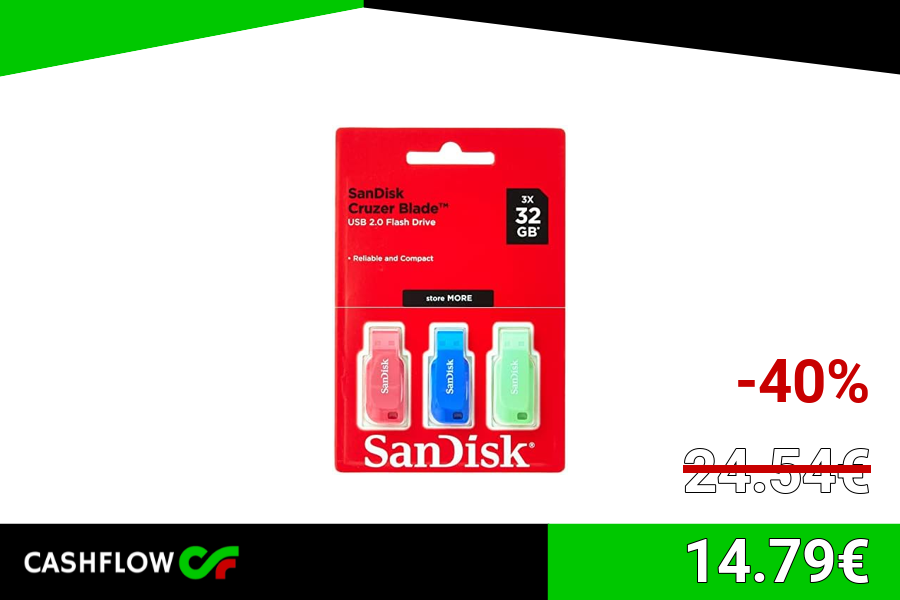 SanDisk
Cruzer Blade™
USB 2.0 Flash Drive
3X
32
GB*
• Reliable and Compact
store MORE
SanDisk
SanDisk
SanDisk
SanDisk®
-40%
24.54€
CASHFLOW
14.79€